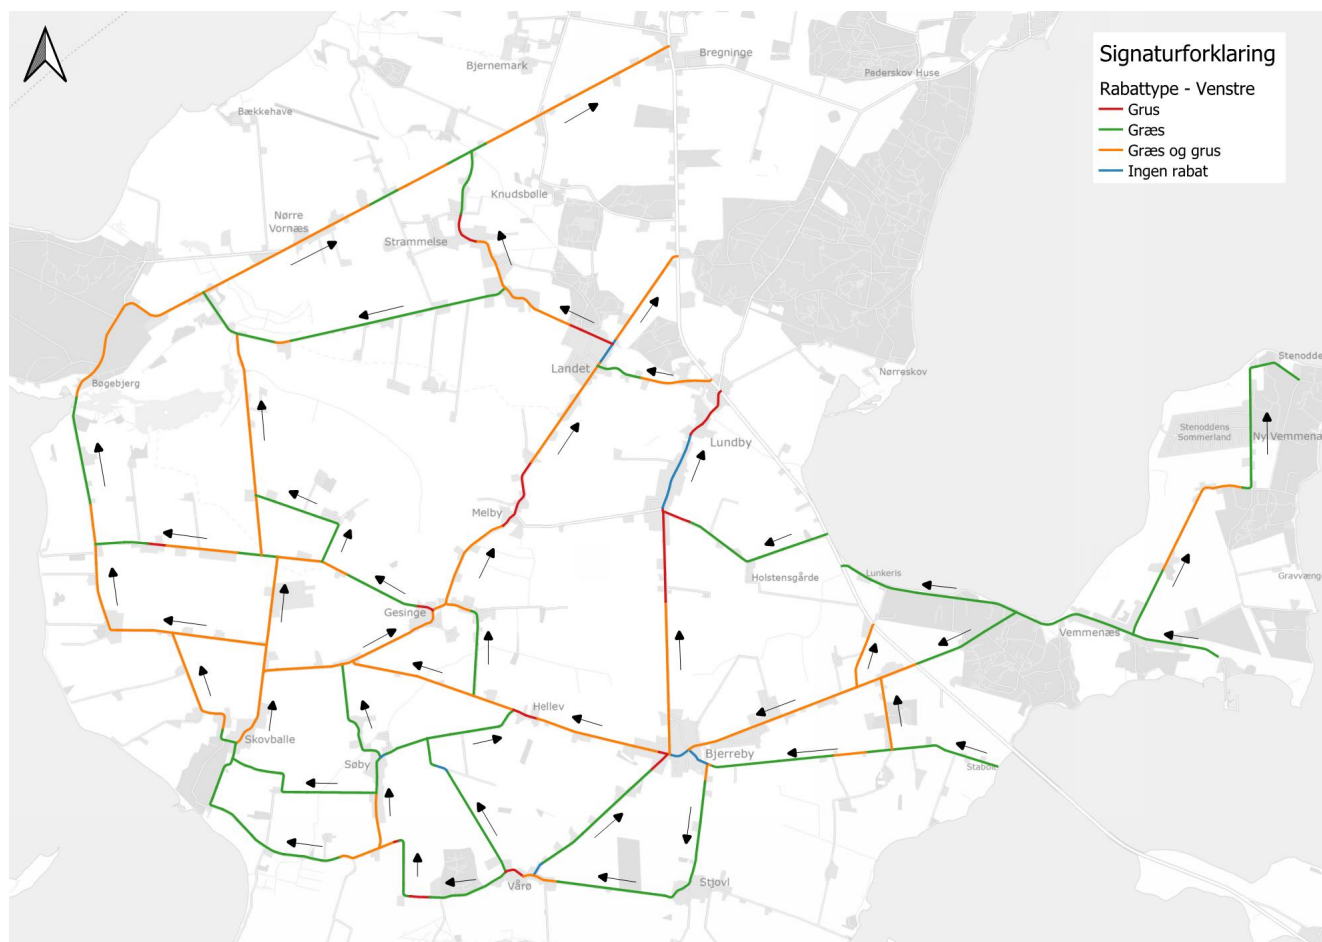 Signaturforklaring
Rabattype - Venstre
Grus
Græs
Græs og grus
Ingen rabat
Bregninge
Bjernemark
Pederskov Huse
Bækkehave
Knudsbølle
Nørre
Vornæs
Strammelse
Stenodde
Landet
Nørreskov
Bøgebjerg
Stenoddens
Sommerland
Ny Vemmenæ
Lundby
Melby
Holstensgårde
Lunkeris
Gravvæng
Gesinge
Vemmenæs
Hellev
Skovballe
Bjerreby
Søby
Vårø
Stjovl